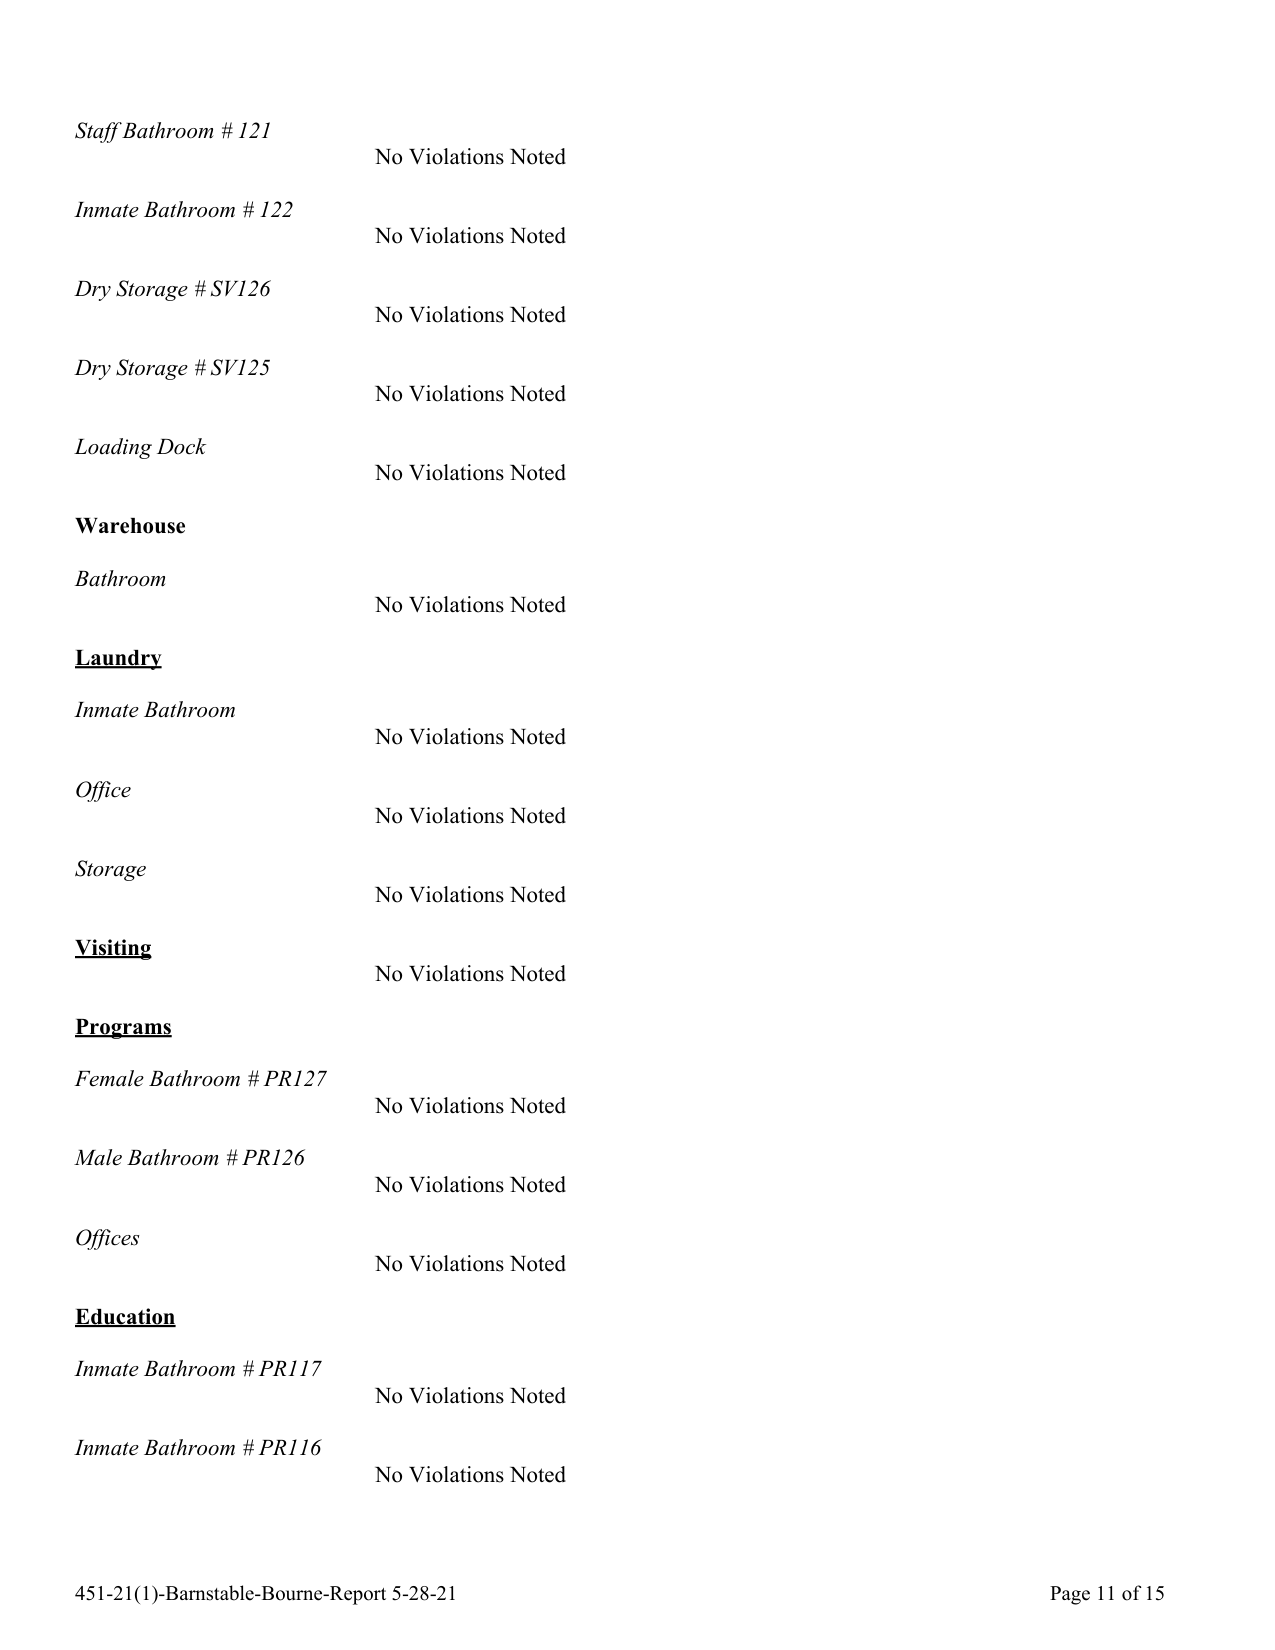 Staff Bathroom # 121
No Violations Noted
Inmate Bathroom # 122
No Violations Noted
Dry Storage # SV126
No Violations Noted
Dry Storage # SV125
No Violations Noted
Loading Dock
No Violations Noted
Warehouse
Bathroom
No Violations Noted
Laundry
Inmate Bathroom
No Violations Noted
Office
No Violations Noted
Storage
No Violations Noted
Visiting
No Violations Noted
Programs
Female Bathroom # PR127
No Violations Noted
Male Bathroom # PR126
No Violations Noted
Offices
No Violations Noted
Education
Inmate Bathroom # PR117
No Violations Noted
Inmate Bathroom # PR116
No Violations Noted
451-21(1)-Barnstable-Bourne-Report 5-28-21 Page 11 of 15